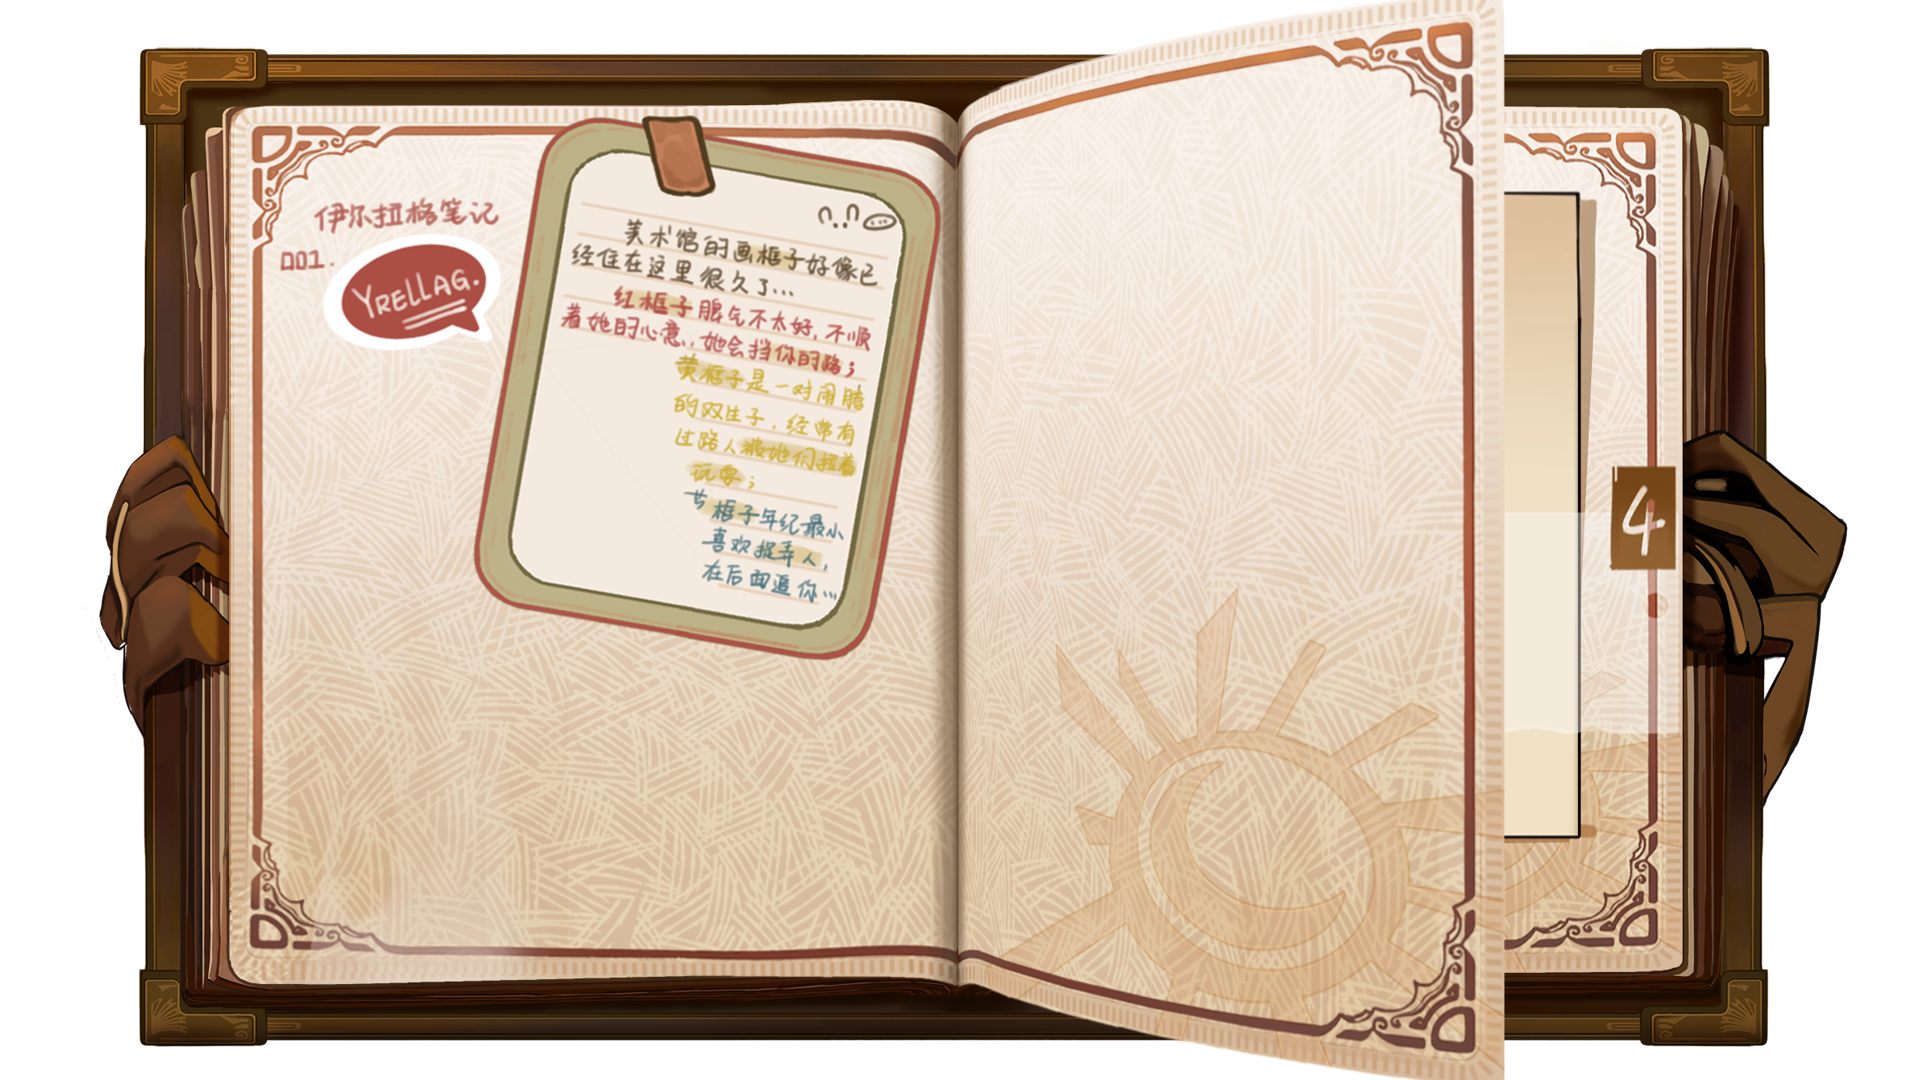 伊尔拉格笔记
001.
YRELLAG.
美术馆的画框子好像已
经住在这里很久了...
红框子脾气不太好,不顺
着她的心意,她会挡你的路;
黄框子是一对闹腾
的双生子,经常有
过路人被她们拉着
玩耍;
框子年纪最小
喜欢捉弄人,
在后面追你...
4